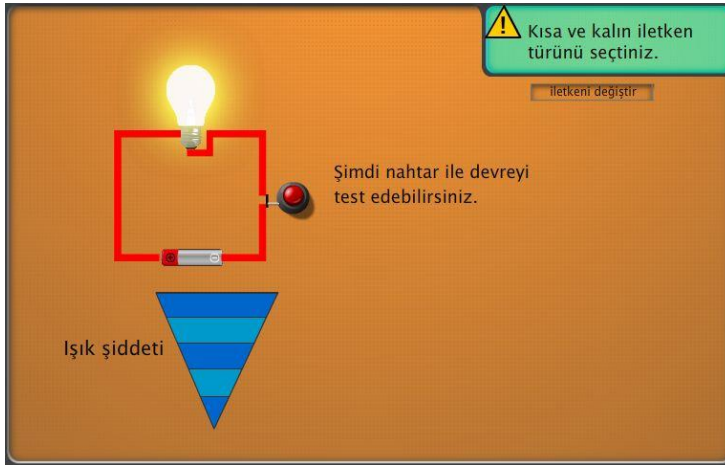 Kısa ve kalın iletken
türünü seçtiniz.
iletkeni değiştir
Şimdi nahtar ile devreyi
test edebilirsiniz.
Işık şiddeti